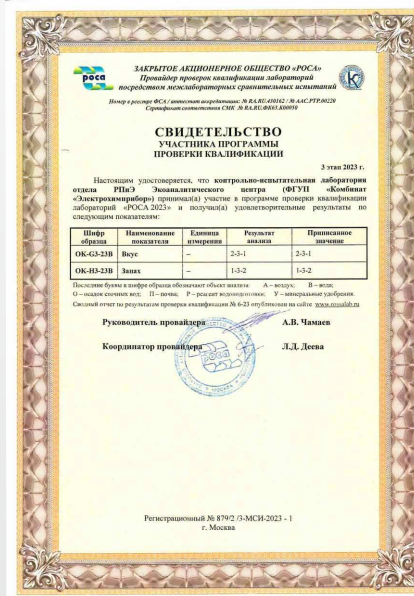 ЗАКРЫТОЕ АКЦИОНЕРНОЕ ОБЩЕСТВО «РОСА»
Провайдер проверок квалификации лабораторий
посредством межлабораторных сравнительных испытаний
роса
Номер в реестре ФСА / аттестат аккредитации: № RA.RU.430162 / № ААС.РТР.00220
Сертификат соответствия СМК № RA.RU.ФК63.К00050
СВИДЕТЕЛЬСТВО
УЧАСТНИКА ПРОГРАММЫ
ПРОВЕРКИ КВАЛИФИКАЦИИ
3 этап 2023 г.
Настоящим удостоверяется, что контрольно-испытательная лаборатория
отдела РПиЭ Экоаналитического центра (ФГУП «Комбинат
«Электрохимприбор») принимал(а) участие в программе проверки квалификации
лабораторий «РОСА 2023» и получил(а) удовлетворительные результаты по
следующим показателям:
Шифр образца Наименование показателя Единица измерения Результат анализа Приписанное значение
ОК-G3-23В Вкус – 2-3-1 2-3-1
ОК-Н3-23В Запах – 1-3-2 1-3-2
Последние буквы в шифре образца обозначают объект анализа: А – воздух; В – вода;
О – осадок сточных вод; П – почва; Р – реагент водоподготовки; У – минеральные удобрения.
Сводный отчет по результатам проверки квалификации № 6-23 опубликован на сайте www.rossalab.ru
Руководитель провайдера А.В. Чамаев
Координатор провайдера Л.Д. Деева
роса
Регистрационный № 879/2 /3-МСИ-2023 - 1
г. Москва